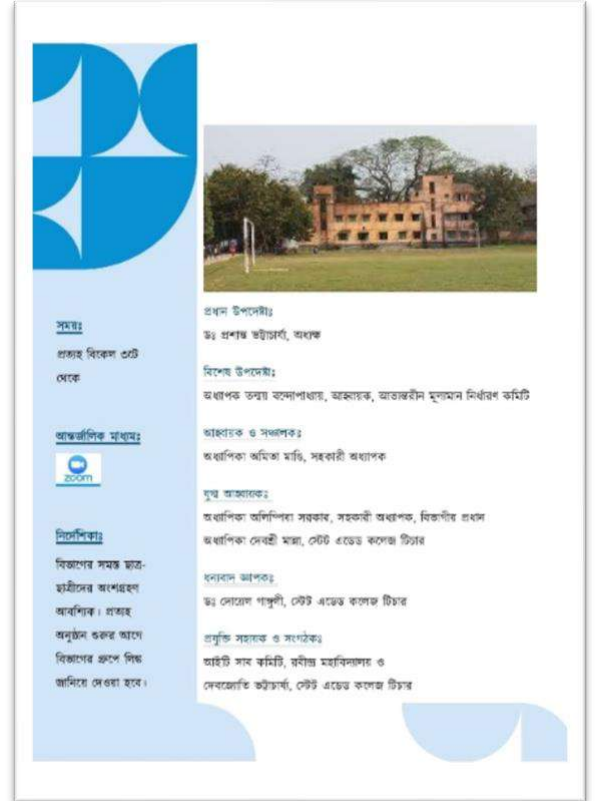 সময়ঃ
প্রত্যহ বিকেল ৩টে
থেকে
আন্তর্জালিক মাধ্যমঃ
zoom
নির্দেশিকাঃ
বিভাগের সমস্ত ছাত্র-
ছাত্রীদের অংশগ্রহণ
আবশ্যিক। প্রত্যহ
অনুষ্ঠান শুরুর আগে
বিভাগের গ্রুপে লিঙ্ক
জানিয়ে দেওয়া হবে।
প্রধান উপদেষ্টাঃ
ডঃ প্রশান্ত ভট্টাচার্য্য, অধ্যক্ষ
বিশেষ উপদেষ্টাঃ
অধ্যাপক তন্ময় বন্দোপাধ্যায়, আহ্বায়ক, আভ্যন্তরীন মূল্যমান নির্ধারণ কমিটি
আহ্বায়ক ও সঞ্চালকঃ
অধ্যাপিকা অমিতা মাণ্ডি, সহকারী অধ্যাপক
যুগ্ম আহ্বায়কঃ
অধ্যাপিকা অলিম্পিয়া সরকার, সহকারী অধ্যাপক, বিভাগীয় প্রধান
অধ্যাপিকা দেবশ্রী মান্না, স্টেট এডেড কলেজ টিচার
ধন্যবাদ জ্ঞাপকঃ
ডঃ দোয়েল গাঙ্গুলী, স্টেট এডেড কলেজ টিচার
প্রযুক্তি সহায়ক ও সংগঠকঃ
আইটি সাব কমিটি, রবীন্দ্র মহাবিদ্যালয় ও
দেবজ্যোতি ভট্টাচার্য্য, স্টেট এডেড কলেজ টিচার